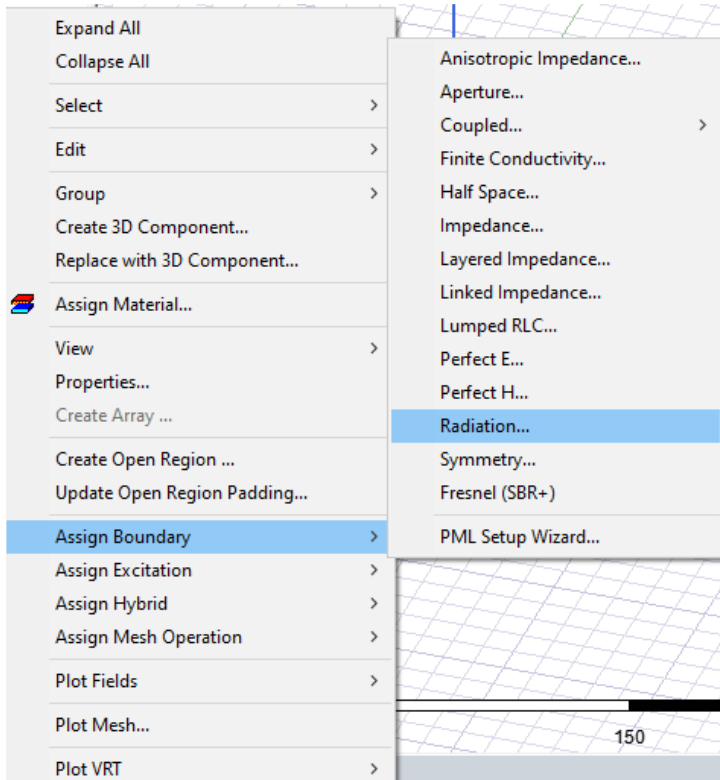 Expand All
Collapse All
Select
Edit
Group
Create 3D Component...
Replace with 3D Component...
Assign Material...
View
Properties...
Create Array ...
Create Open Region ...
Update Open Region Padding...
Assign Boundary
Assign Excitation
Assign Hybrid
Assign Mesh Operation
Plot Fields
Plot Mesh...
Plot VRT
Anisotropic Impedance...
Aperture...
Coupled...
Finite Conductivity...
Half Space...
Impedance...
Layered Impedance...
Linked Impedance...
Lumped RLC...
Perfect E...
Perfect H...
Radiation...
Symmetry...
Fresnel (SBR+)
PML Setup Wizard...
150